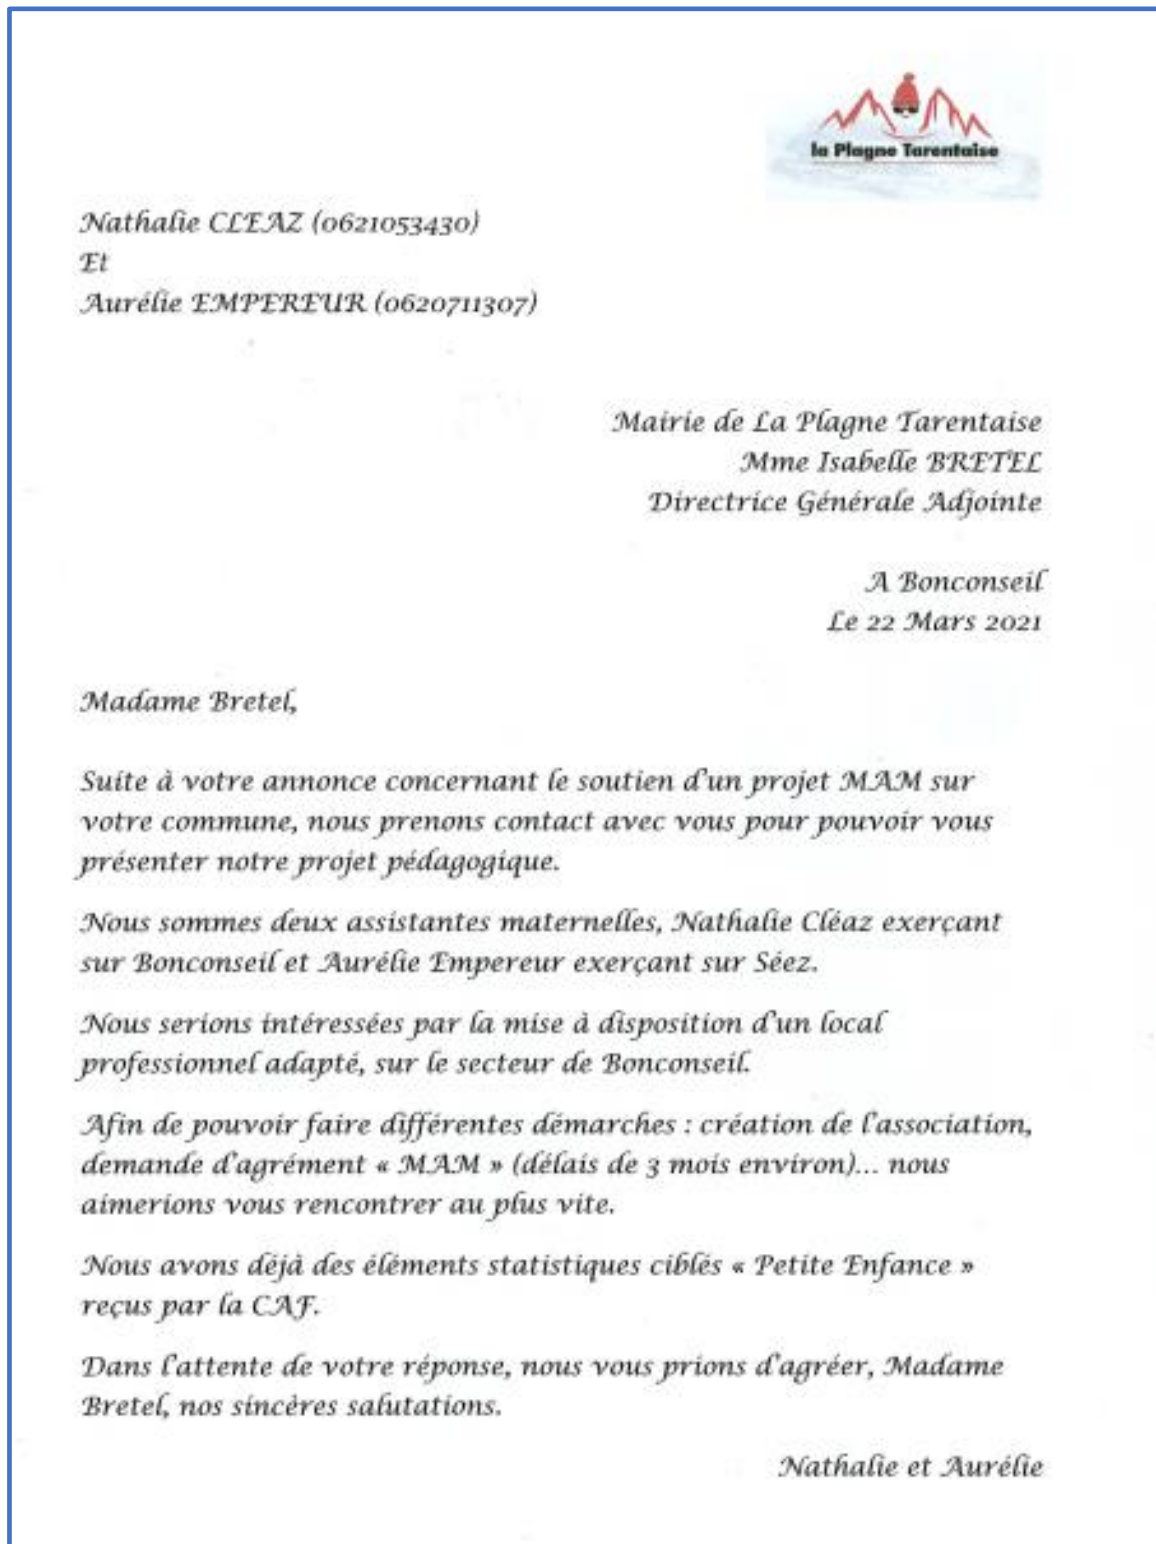 la Plagne Tarentaise
Nathalie CLEAZ (0621053430)
Et
Aurélie EMPEREUR (0620711307)
Mairie de La Plagne Tarentaise
Mme Isabelle BRETEL
Directrice Générale Adjointe
A Bonconseil
Le 22 Mars 2021
Madame Bretel,
Suite à votre annonce concernant le soutien d'un projet MAM sur
votre commune, nous prenons contact avec vous pour pouvoir vous
présenter notre projet pédagogique.
Nous sommes deux assistantes maternelles, Nathalie Cléaz exerçant
sur Bonconseil et Aurélie Empereur exerçant sur Séez.
Nous serions intéressées par la mise à disposition d'un local
professionnel adapté, sur le secteur de Bonconseil.
Afin de pouvoir faire différentes démarches : création de l'association,
demande d'agrément « MAM » (délais de 3 mois environ)... nous
aimerions vous rencontrer au plus vite.
Nous avons déjà des éléments statistiques ciblés « Petite Enfance »
reçus par la CAF.
Dans l'attente de votre réponse, nous vous prions d'agréer, Madame
Bretel, nos sincères salutations.
Nathalie et Aurélie